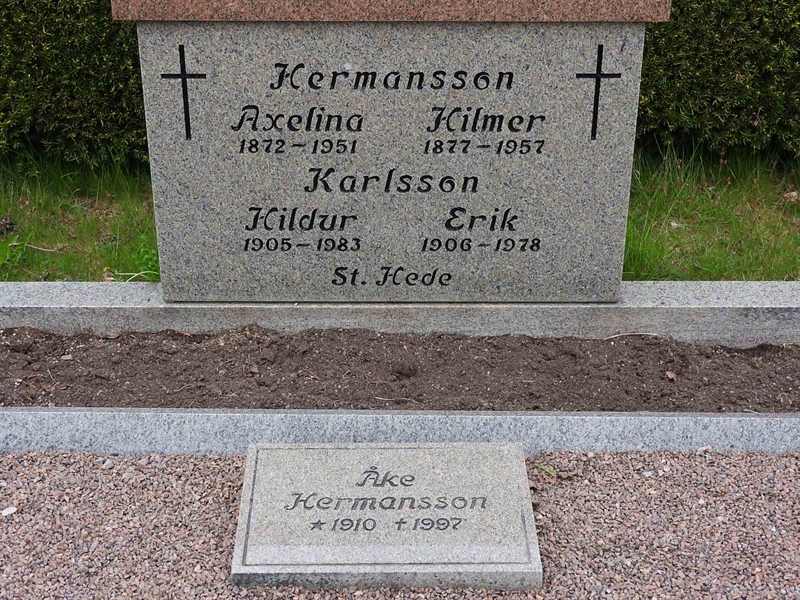 Hermansson
Axelina Hilmer
1872-1951 1877-1957
Karlsson
Hildur Erik
1905-1983 1906-1978
St. Hede
Åke
Hermansson
*1910 †1997